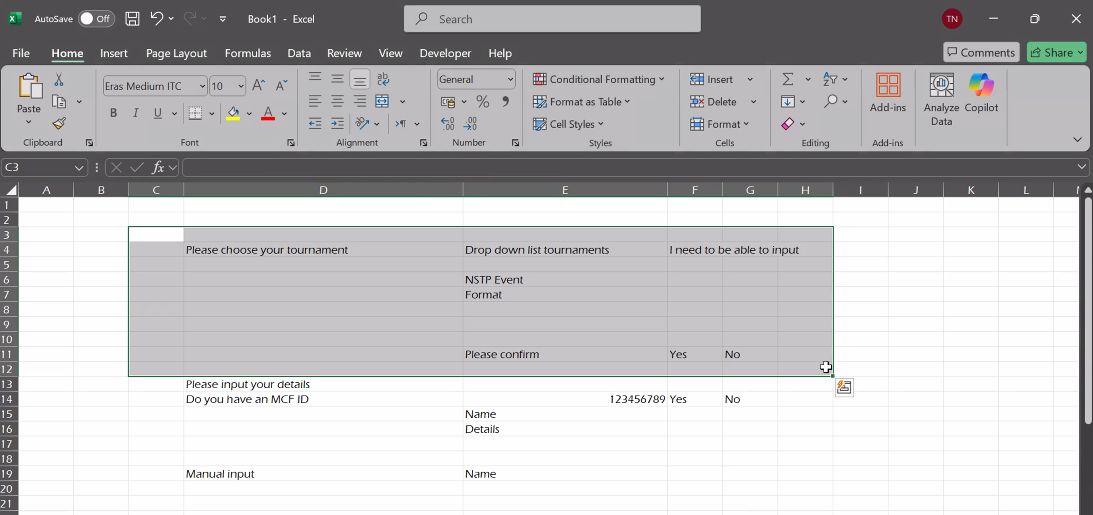 AutoSave Off Book1 - Excel Search TN
File Home Insert Page Layout Formulas Data Review View Developer Help Comments Share
Paste
Eras Medium ITC 10
B I U A
Clipboard
Font
ab
Alignment
General
% 9
Number
Conditional Formatting
Format as Table
Cell Styles
Styles
Insert
Delete
Format
Cells
Editing
Add-ins
Add-ins
Analyze Data
Copilot
C3 fx
A B C D E F G H I J K L
1
2
3
4 Please choose your tournament Drop down list tournaments I need to be able to input
5
6 NSTP Event
7 Format
8
9
10
11 Please confirm Yes No
12
13 Please input your details
14 Do you have an MCF ID 123456789 Yes No
15 Name
16 Details
17
18
19 Manual input Name
20
21